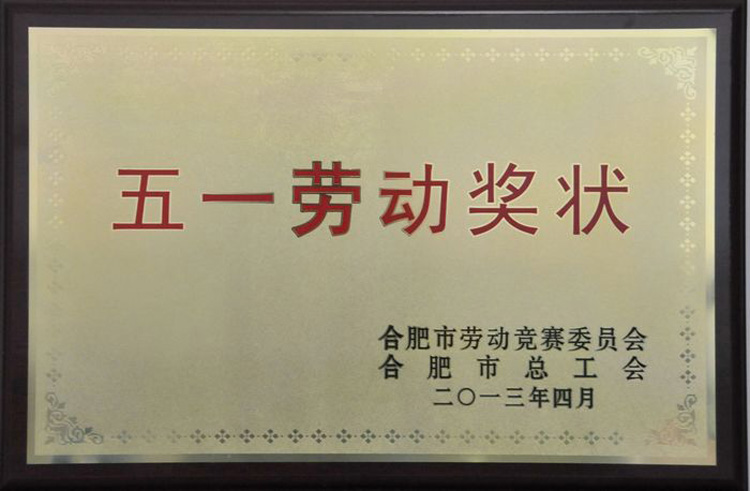 五一劳动奖状
合肥市劳动竞赛委员会
合肥市总工会
二〇一三年四月